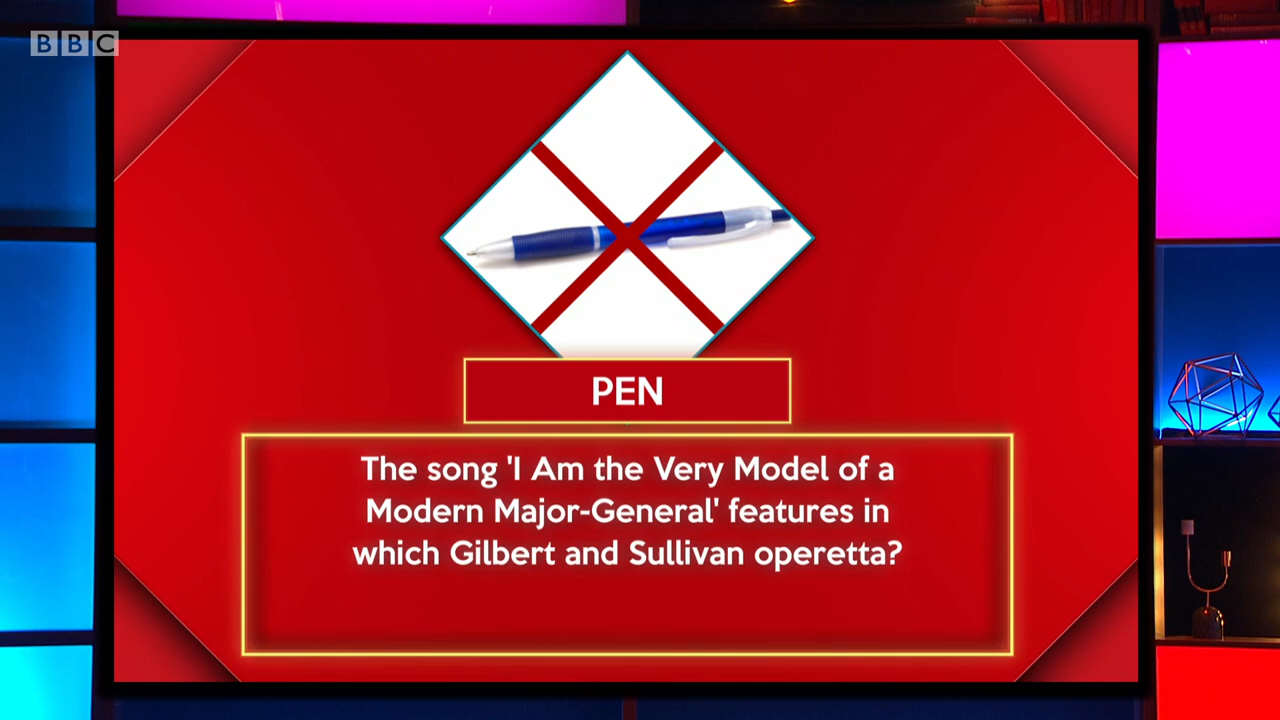 BBC
PEN
The song 'I Am the Very Model of a
Modern Major-General' features in
which Gilbert and Sullivan operetta?